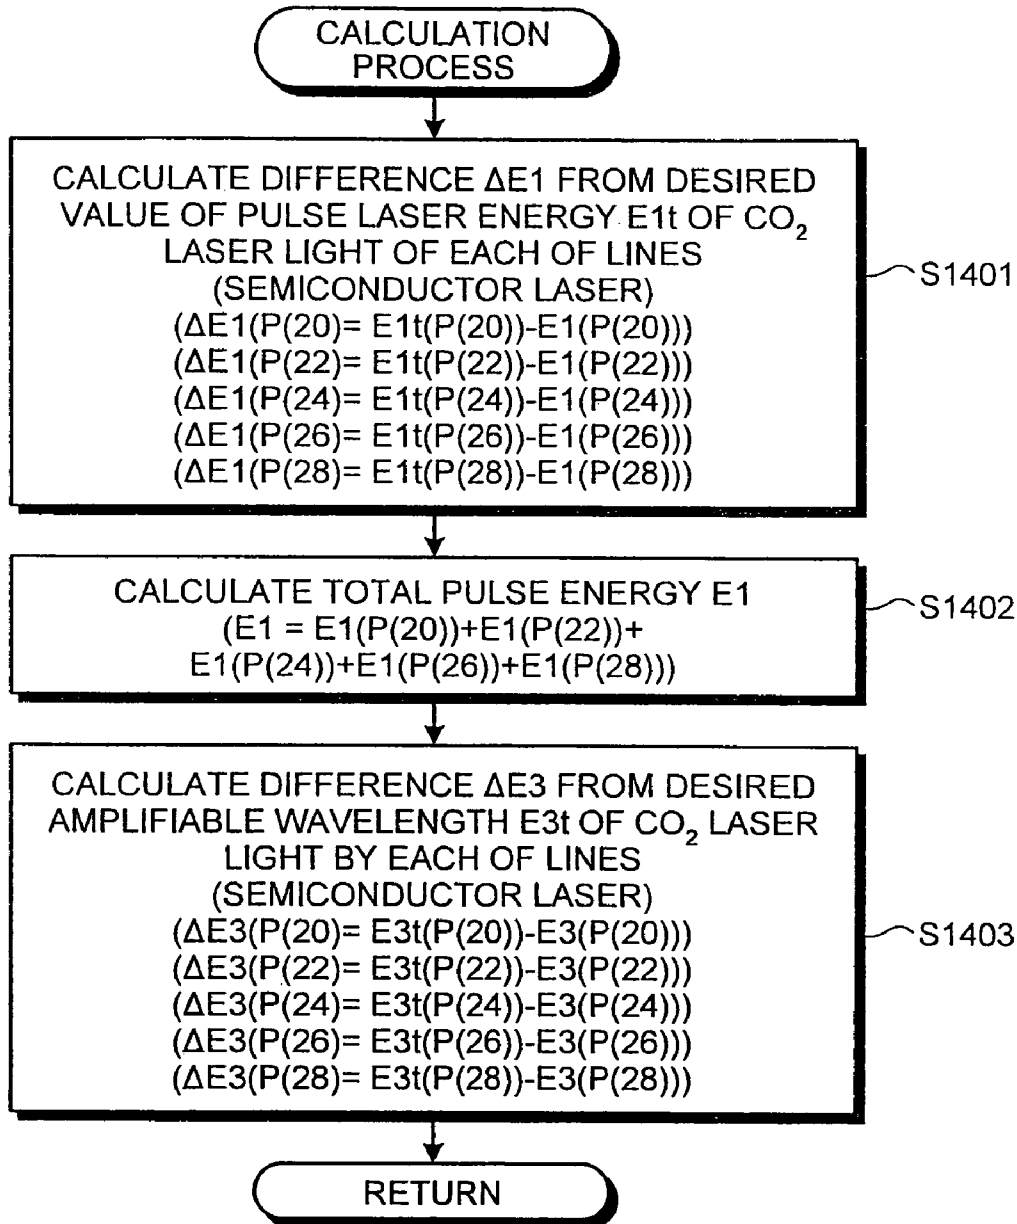 CALCULATION
PROCESS
CALCULATE DIFFERENCE ΔE1 FROM DESIRED
VALUE OF PULSE LASER ENERGY E1t OF CO₂
LASER LIGHT OF EACH OF LINES
(SEMICONDUCTOR LASER)
(ΔE1(P(20)= E1t(P(20))-E1(P(20)))
(ΔE1(P(22)= E1t(P(22))-E1(P(22)))
(ΔE1(P(24)= E1t(P(24))-E1(P(24)))
(ΔE1(P(26)= E1t(P(26))-E1(P(26)))
(ΔE1(P(28)= E1t(P(28))-E1(P(28)))
S1401
CALCULATE TOTAL PULSE ENERGY E1
(E1 = E1(P(20))+E1(P(22))+
E1(P(24))+E1(P(26))+E1(P(28)))
S1402
CALCULATE DIFFERENCE ΔE3 FROM DESIRED
AMPLIFIABLE WAVELENGTH E3t OF CO₂ LASER
LIGHT BY EACH OF LINES
(SEMICONDUCTOR LASER)
(ΔE3(P(20)= E3t(P(20))-E3(P(20)))
(ΔE3(P(22)= E3t(P(22))-E3(P(22)))
(ΔE3(P(24)= E3t(P(24))-E3(P(24)))
(ΔE3(P(26)= E3t(P(26))-E3(P(26)))
(ΔE3(P(28)= E3t(P(28))-E3(P(28)))
S1403
RETURN